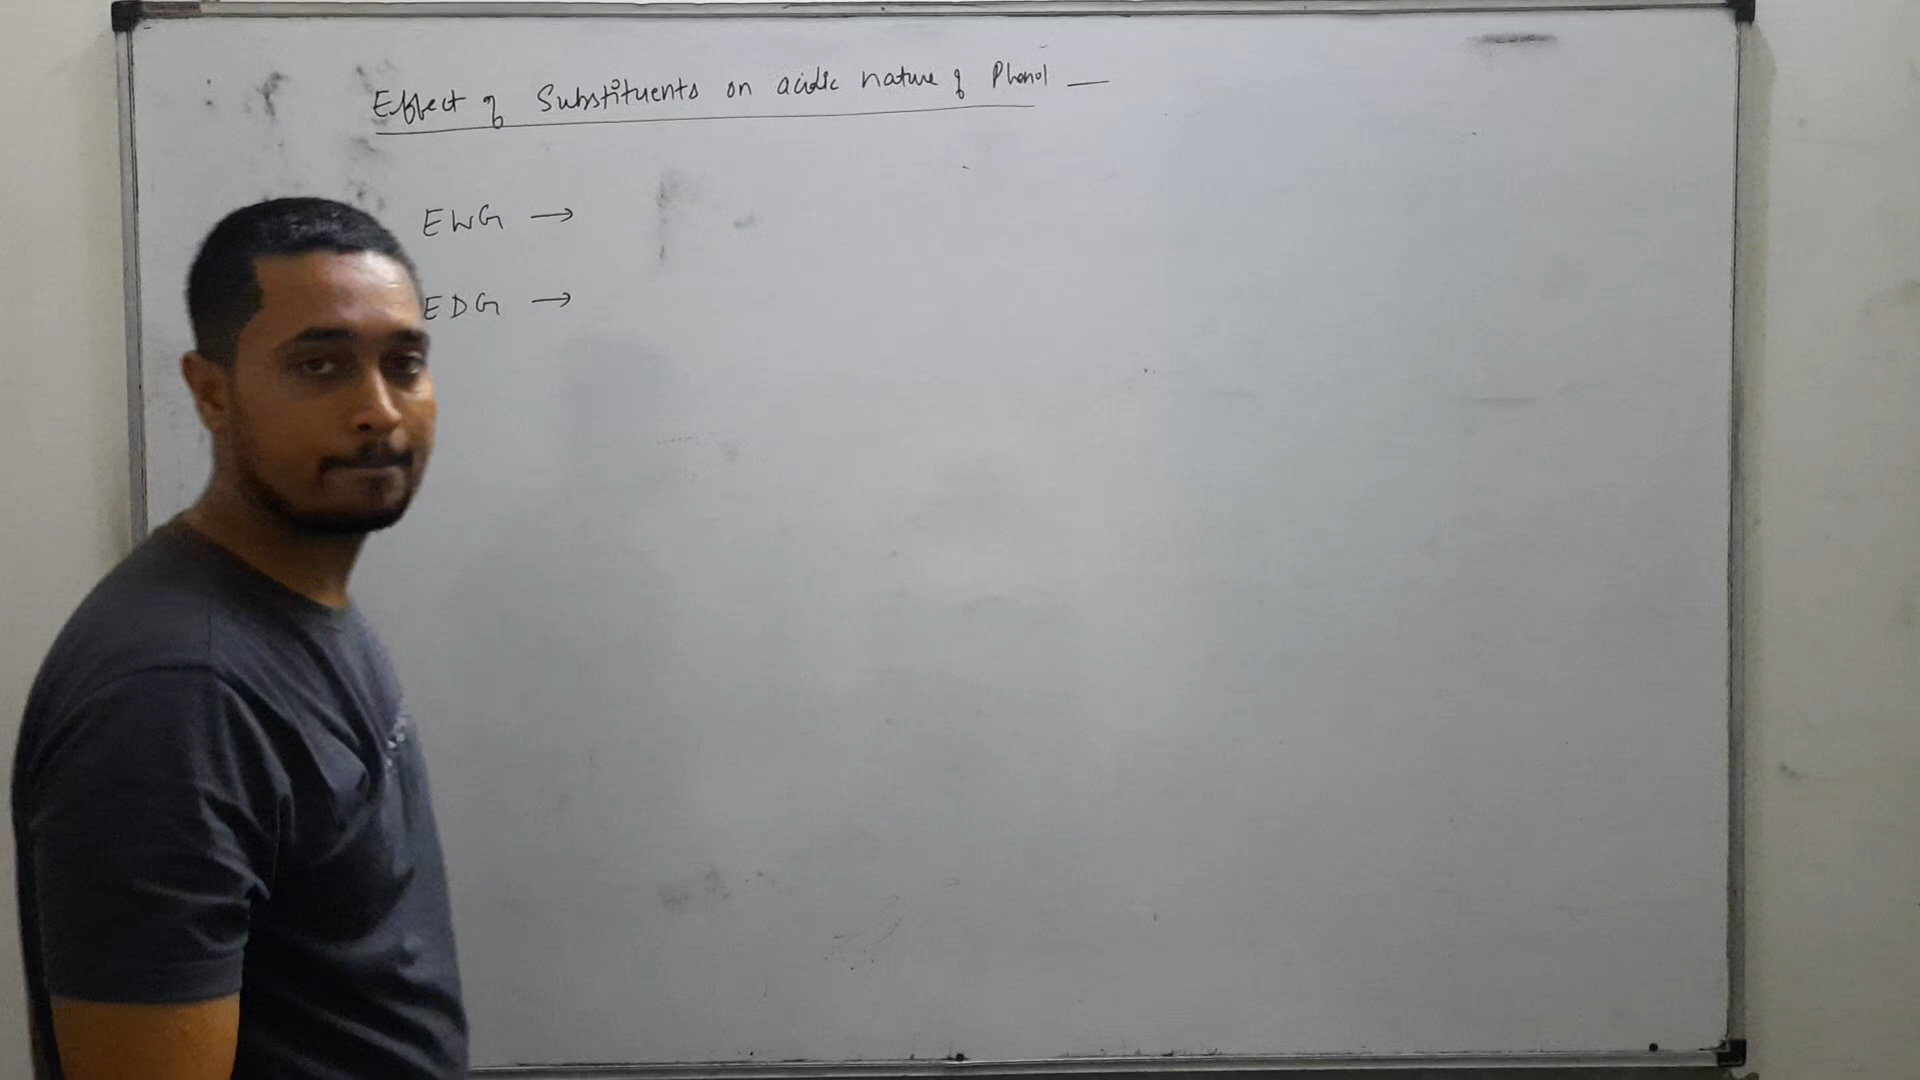 Effect of Substituents on acidic nature of Phenol —
EWG →
EDG →